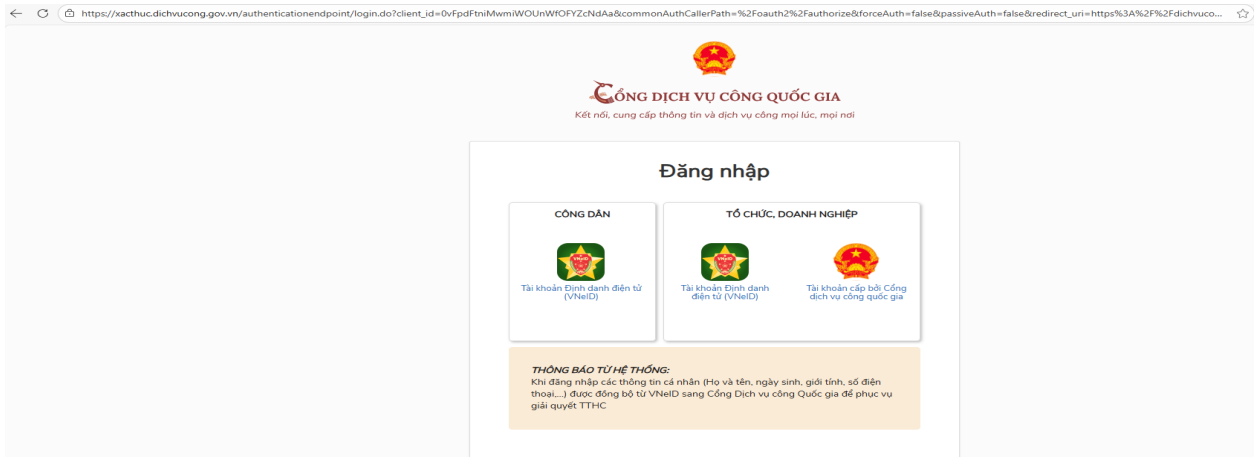 https://xacthuc.dichvucong.gov.vn/authenticationendpoint/login.do?client_id=0vFpdFtniMwmiWOUnWfOFYZcNdAa&commonAuthCallerPath=%2Foauth2%2Fauthorize&forceAuth=false&passiveAuth=false&redirect_uri=https%3A%2F%2Fdichvuco...
CỔNG DỊCH VỤ CÔNG QUỐC GIA
Kết nối, cung cấp thông tin và dịch vụ công mọi lúc, mọi nơi
Đăng nhập
CÔNG DÂN
VNeID
Tài khoản Định danh điện tử
(VNeID)
TỔ CHỨC, DOANH NGHIỆP
VNeID
Tài khoản Định danh
điện tử (VNeID)
Tài khoản cấp bởi Cổng
dịch vụ công quốc gia
THÔNG BÁO TỪ HỆ THỐNG:
Khi đăng nhập các thông tin cá nhân (Họ và tên, ngày sinh, giới tính, số điện
thoại,...) được đồng bộ từ VNeID sang Cổng Dịch vụ công Quốc gia để phục vụ
giải quyết TTHC